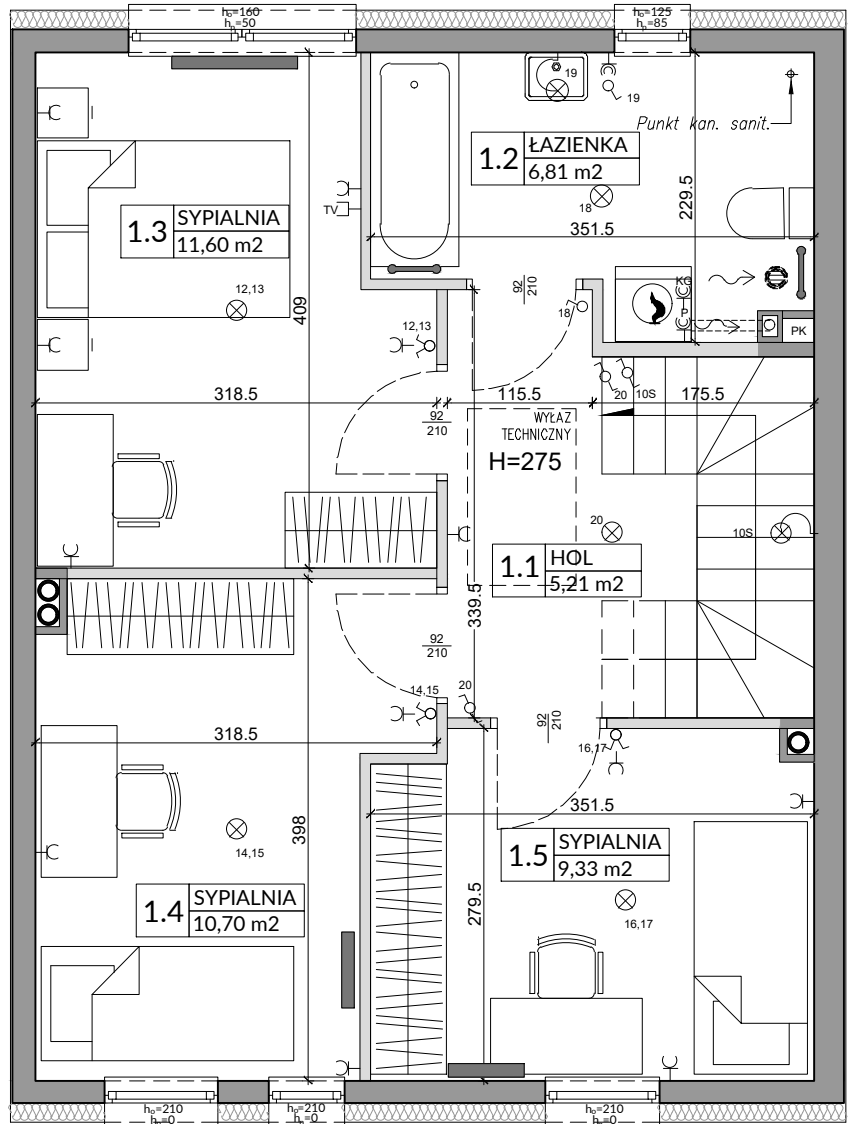 h₀=160
hₚ=50
h₀=125
hₚ=85
19
19
Punkt kan. sanit.
1.2
ŁAZIENKA
6,81 m2
18
229.5
351.5
TV
1.3
SYPIALNIA
11,60 m2
12,13
409
92
210
KG
P
18
PK
12,13
318.5
115.5
20
10S
175.5
92
210
WYŁAZ
TECHNICZNY
H=275
20
10S
1.1
HOL
5,21 m2
339.5
92
210
14,15
20
92
210
318.5
16,17
351.5
398
14,15
1.5
SYPIALNIA
9,33 m2
279.5
16,17
1.4
SYPIALNIA
10,70 m2
h₀=210
hₚ=0
h₀=210
hₚ=0
h₀=210
hₚ=0